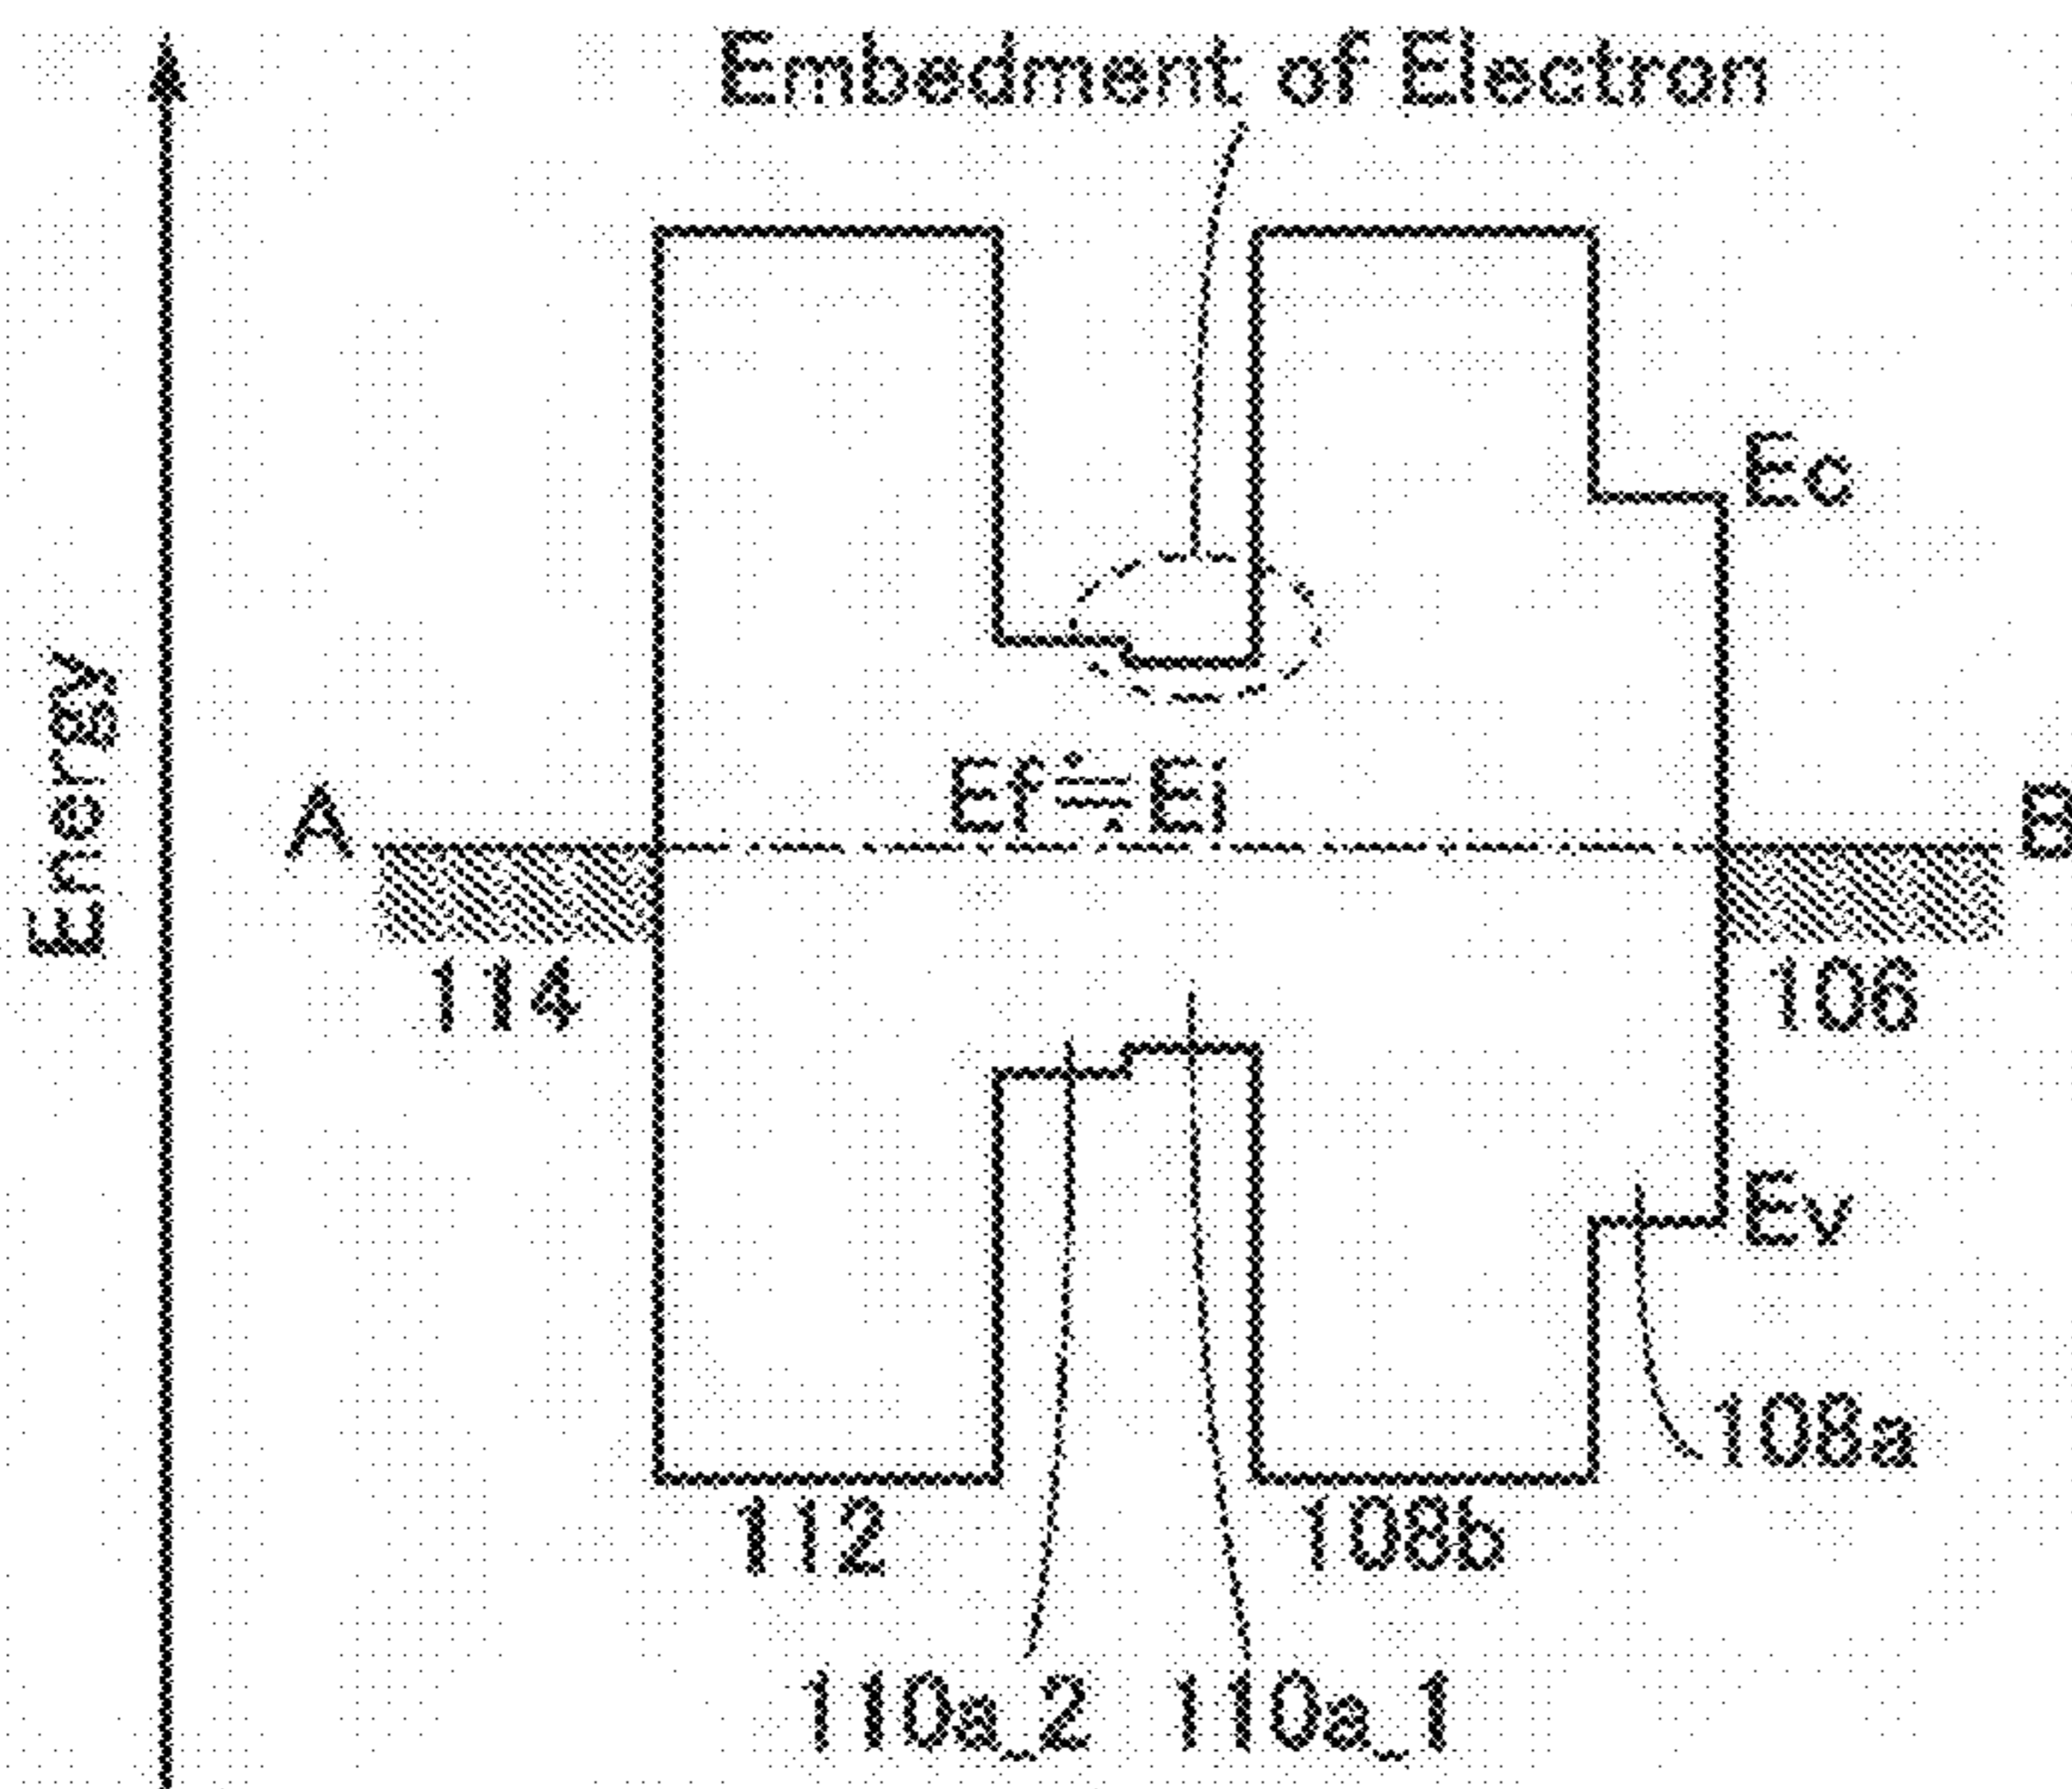 Embedment of Electron
Ec
Energy
Ef≒Ei
A
B
114
106
Ev
108a
112
108b
110a_2
110a_1